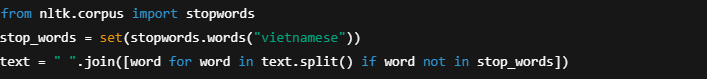 from nltk.corpus import stopwords
stop_words = set(stopwords.words("vietnamese"))
text = " ".join([word for word in text.split() if word not in stop_words])